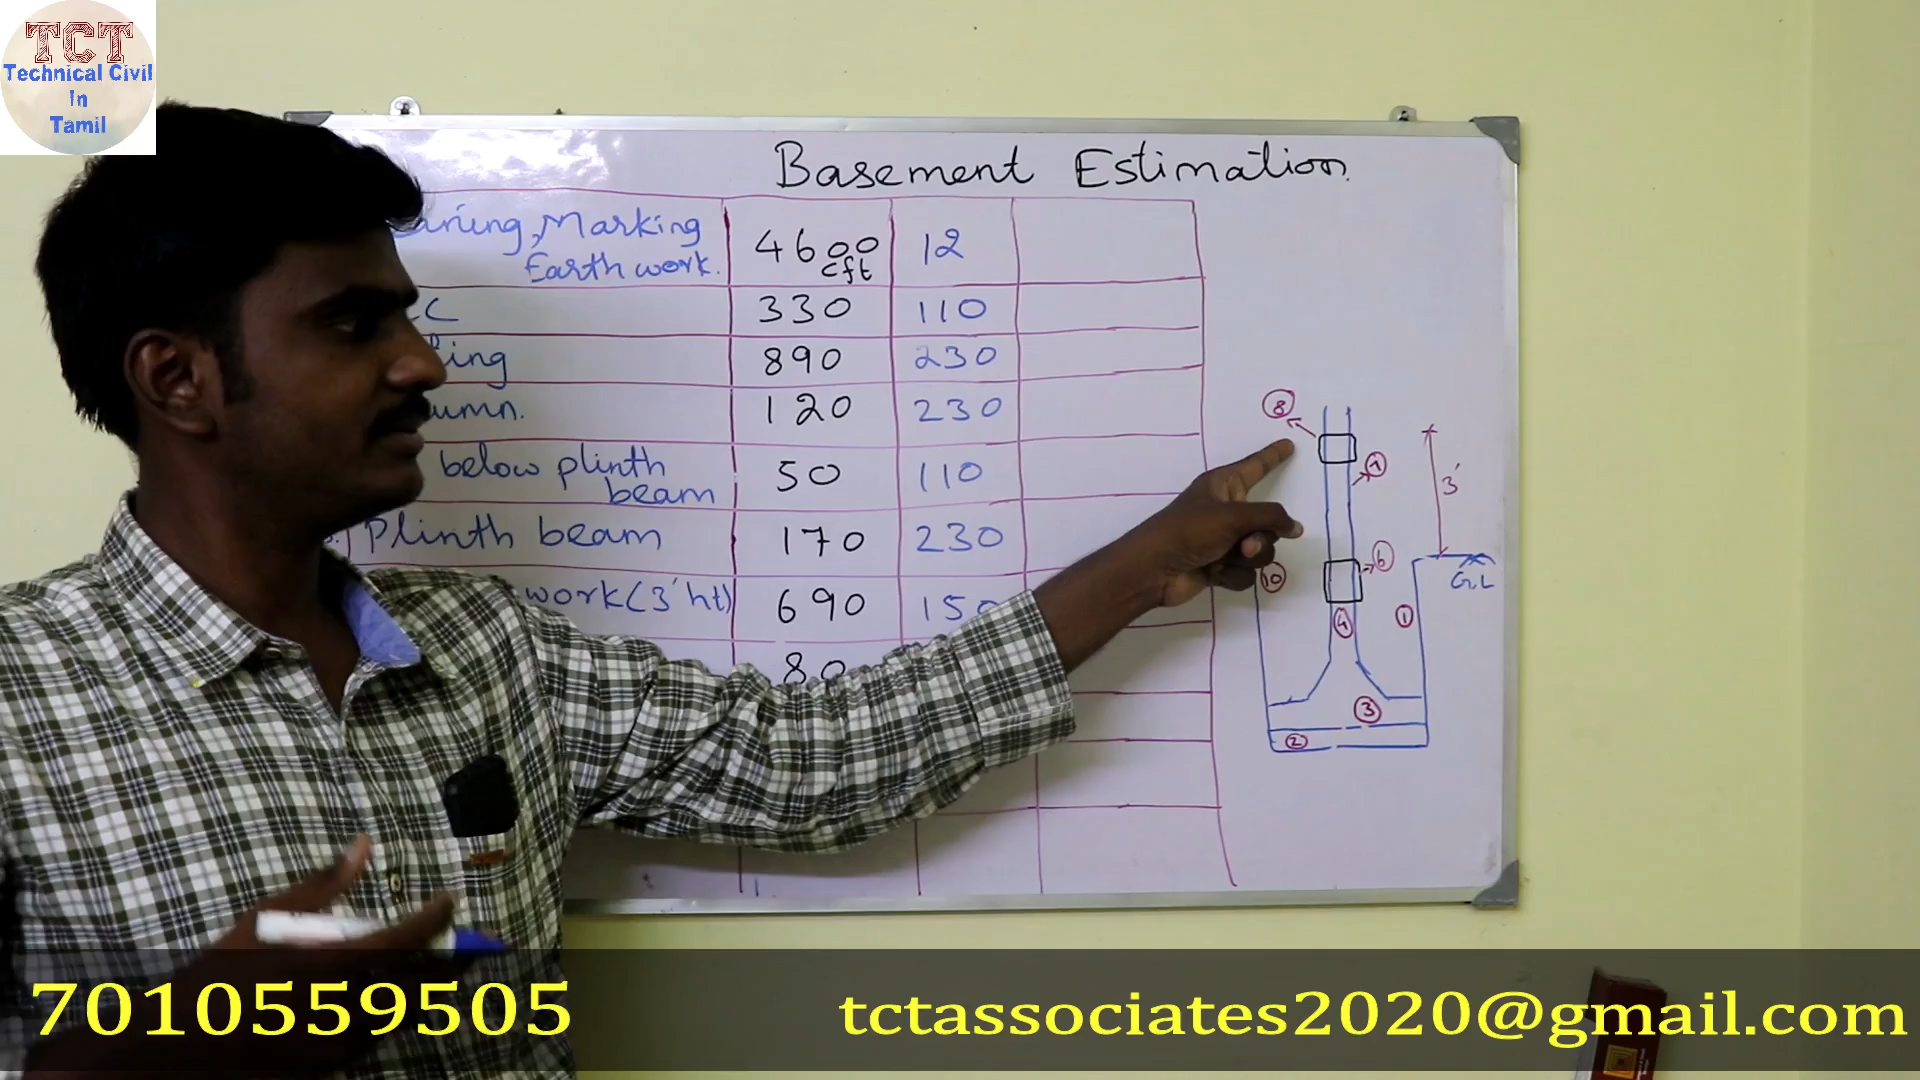 TCT
Technical Civil
In
Tamil
Basement Estimation
Marking
Earth work.
4600
cft
12
330
110
890
230
120
230
below plinth
beam
50
110
Plinth beam
170
230
work (3' ht)
690
150
80
8
3'
6
G.L
10
4
1
3
2
7010559505
tctassociates2020@gmail.com